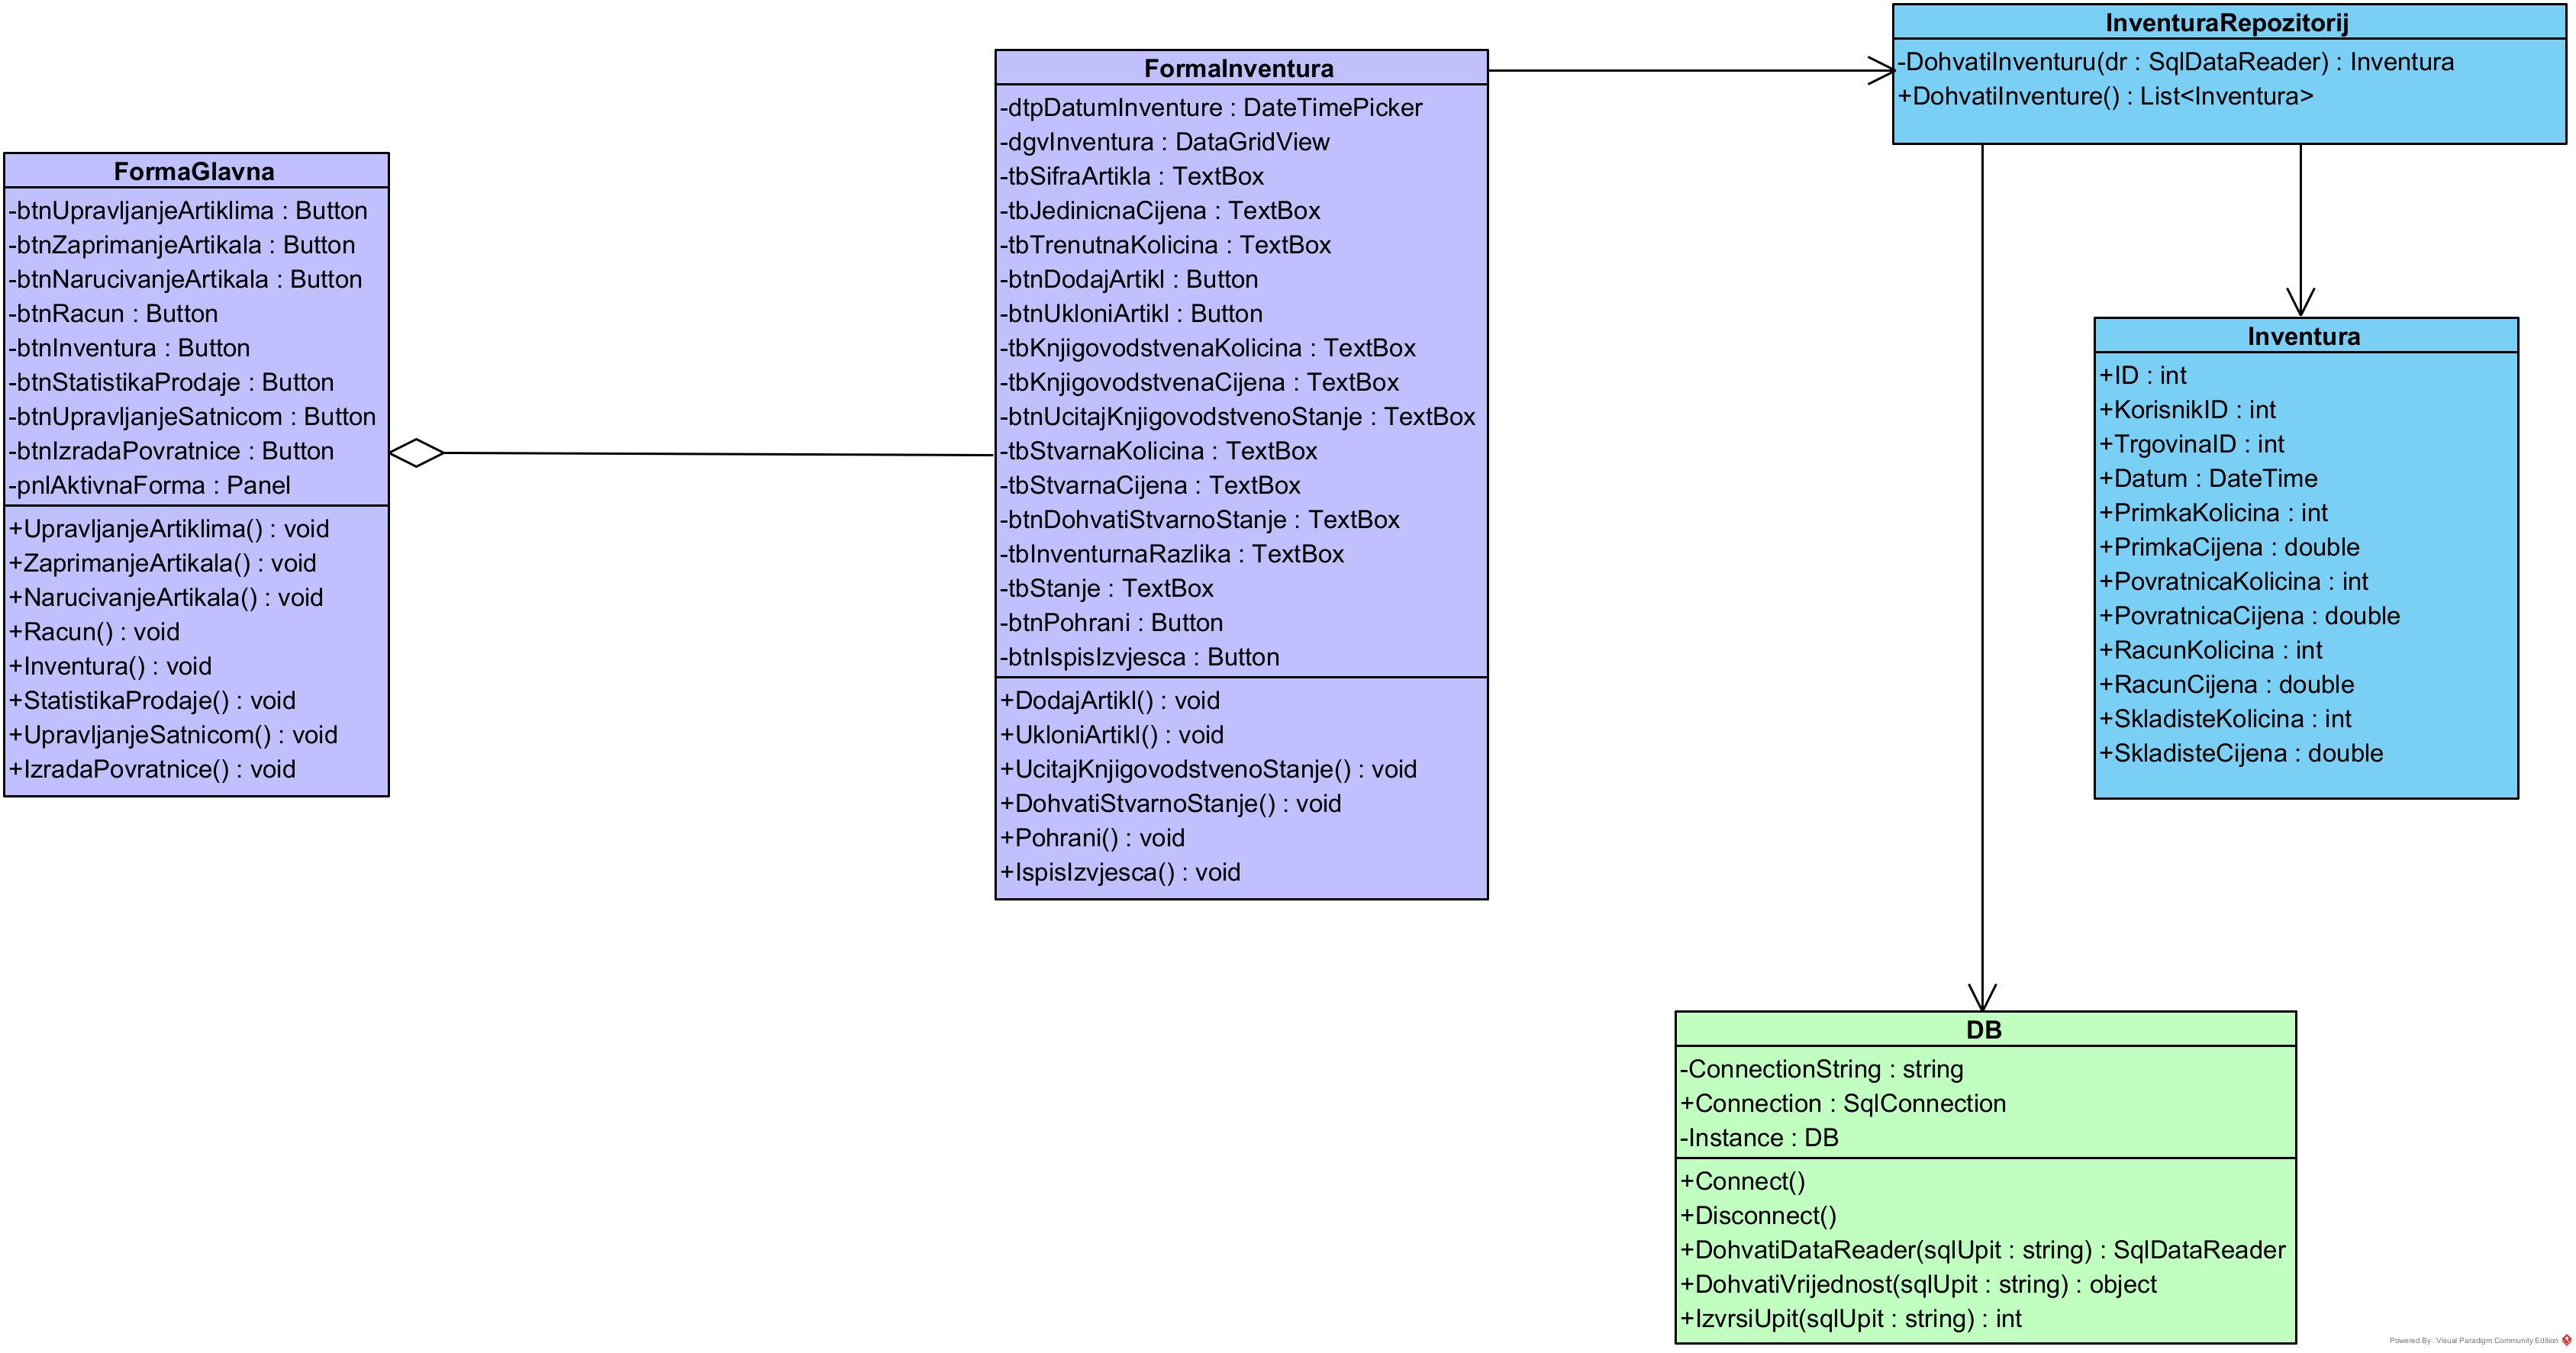 FormaGlavna
-btnUpravljanjeArtiklima : Button
-btnZaprimanjeArtikala : Button
-btnNarucivanjeArtikala : Button
-btnRacun : Button
-btnInventura : Button
-btnStatistikaProdaje : Button
-btnUpravljanjeSatnicom : Button
-btnIzradaPovratnice : Button
-pnlAktivnaForma : Panel
+UpravljanjeArtiklima() : void
+ZaprimanjeArtikala() : void
+NarucivanjeArtikala() : void
+Racun() : void
+Inventura() : void
+StatistikaProdaje() : void
+UpravljanjeSatnicom() : void
+IzradaPovratnice() : void
FormaInventura
-dtpDatumInventure : DateTimePicker
-dgvInventura : DataGridView
-tbSifraArtikla : TextBox
-tbJedinicnaCijena : TextBox
-tbTrenutnaKolicina : TextBox
-btnDodajArtikl : Button
-btnUkloniArtikl : Button
-tbKnjigovodstvenaKolicina : TextBox
-tbKnjigovodstvenaCijena : TextBox
-btnUcitajKnjigovodstvenoStanje : TextBox
-tbStvarnaKolicina : TextBox
-tbStvarnaCijena : TextBox
-btnDohvatiStvarnoStanje : TextBox
-tbInventurnaRazlika : TextBox
-tbStanje : TextBox
-btnPohrani : Button
-btnIspisIzvjesca : Button
+DodajArtikl() : void
+UkloniArtikl() : void
+UcitajKnjigovodstvenoStanje() : void
+DohvatiStvarnoStanje() : void
+Pohrani() : void
+IspisIzvjesca() : void
InventuraRepozitorij
-DohvatiInventuru(dr : SqlDataReader) : Inventura
+DohvatiInventure() : List<Inventura>
Inventura
+ID : int
+KorisnikID : int
+TrgovinaID : int
+Datum : DateTime
+PrimkaKolicina : int
+PrimkaCijena : double
+PovratnicaKolicina : int
+PovratnicaCijena : double
+RacunKolicina : int
+RacunCijena : double
+SkladisteKolicina : int
+SkladisteCijena : double
DB
-ConnectionString : string
+Connection : SqlConnection
-Instance : DB
+Connect()
+Disconnect()
+DohvatiDataReader(sqlUpit : string) : SqlDataReader
+DohvatiVrijednost(sqlUpit : string) : object
+IzvrsiUpit(sqlUpit : string) : int
Powered By: Visual Paradigm Community Edition